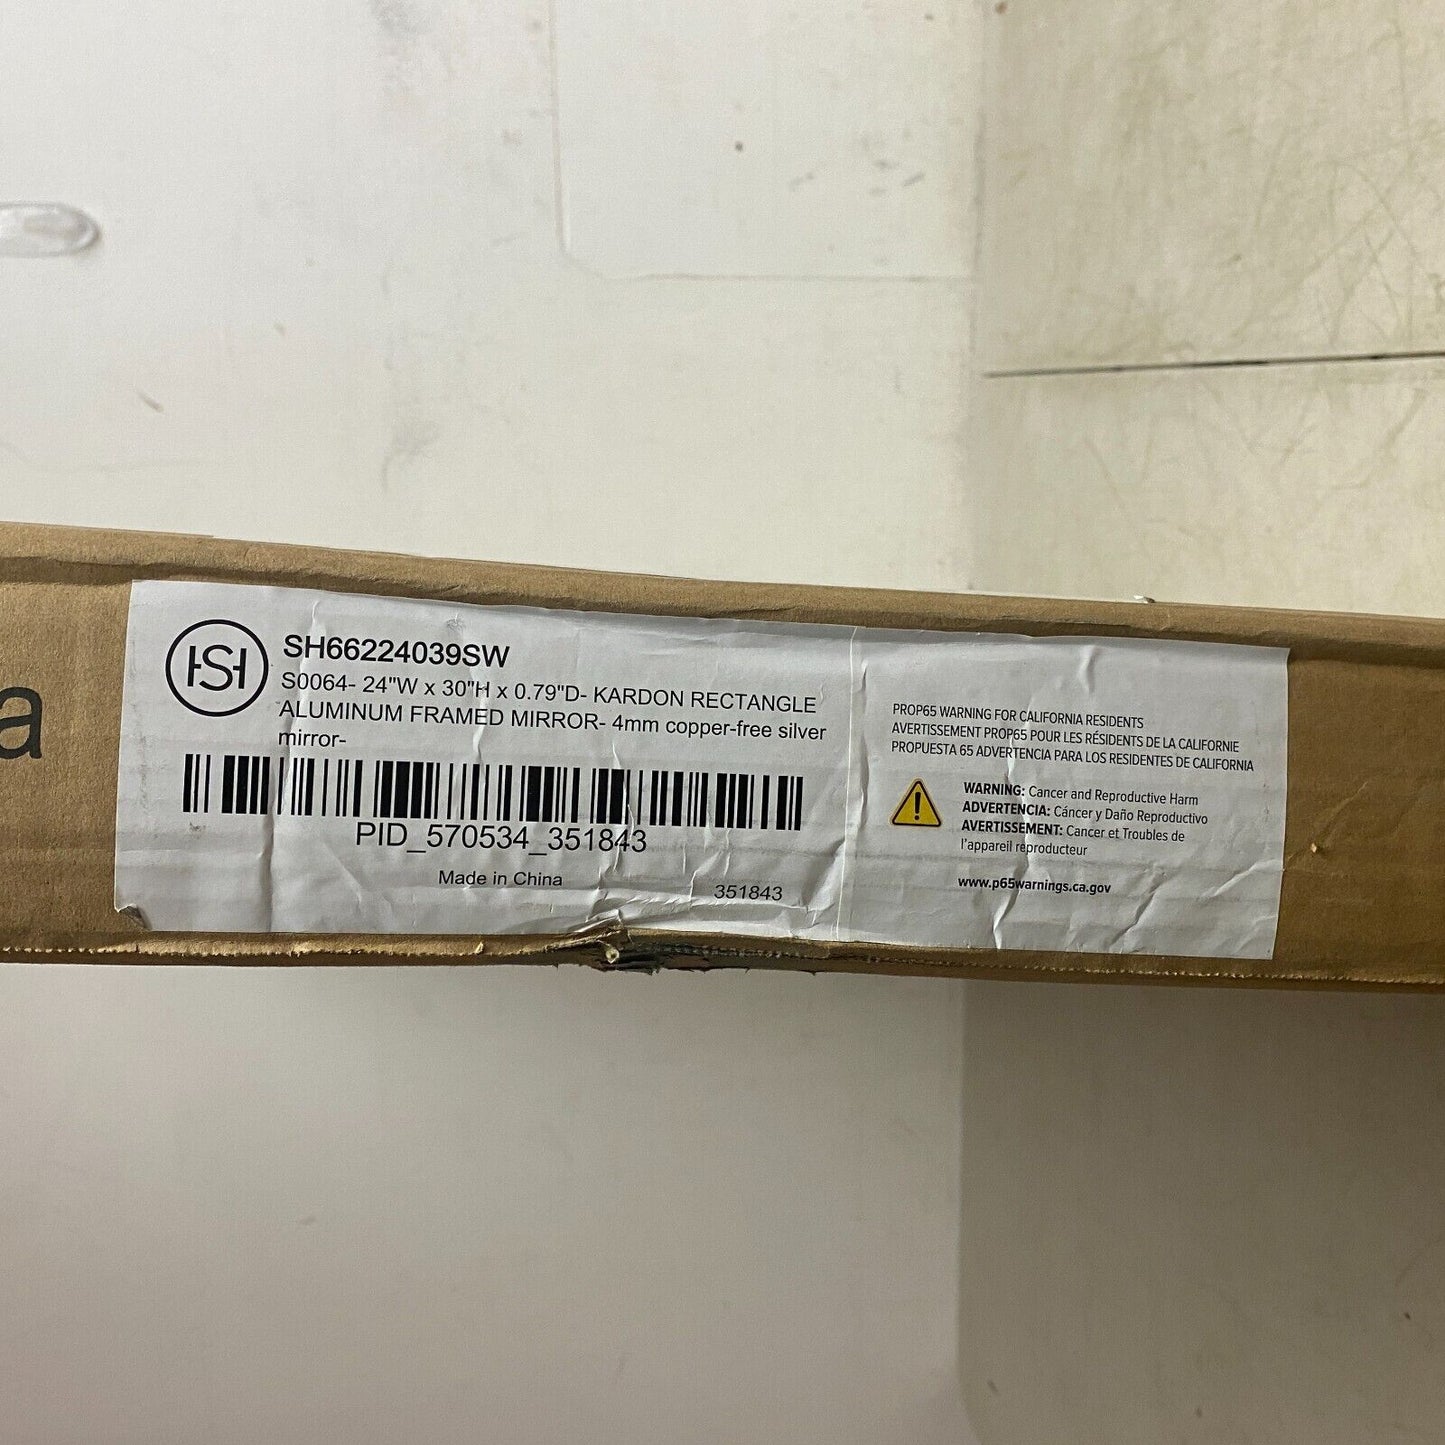 a
HSH
SH66224039SW
S0064- 24"W x 30"H x 0.79"D- KARDON RECTANGLE
ALUMINUM FRAMED MIRROR- 4mm copper-free silver
mirror-
PID_570534_351843
Made in China
351843
PROP65 WARNING FOR CALIFORNIA RESIDENTS
AVERTISSEMENT PROP65 POUR LES RÉSIDENTS DE LA CALIFORNIE
PROPUESTA 65 ADVERTENCIA PARA LOS RESIDENTES DE CALIFORNIA
WARNING: Cancer and Reproductive Harm
ADVERTENCIA: Cáncer y Daño Reproductivo
AVERTISSEMENT: Cancer et Troubles de
l'appareil reproducteur
www.p65warnings.ca.gov